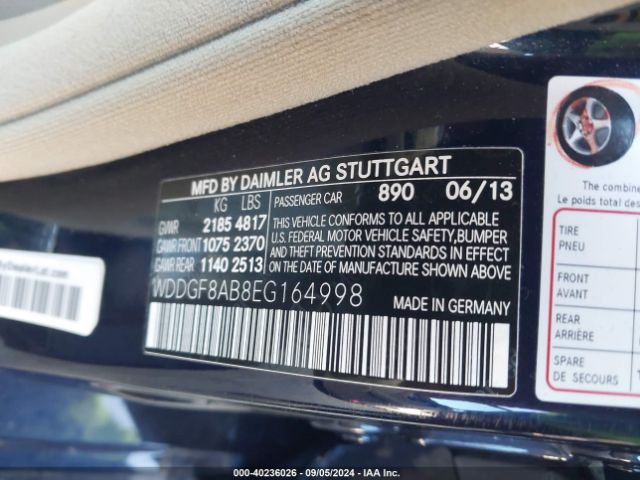 MFD BY DAIMLER AG STUTTGART
KG LBS PASSENGER CAR 890 06/13
GVWR 2185 4817
GAWR FRONT 1075 2370
GAWR REAR 1140 2513
THIS VEHICLE CONFORMS TO ALL APPLICABLE
U.S. FEDERAL MOTOR VEHICLE SAFETY, BUMPER
AND THEFT PREVENTION STANDARDS IN EFFECT
ON THE DATE OF MANUFACTURE SHOWN ABOVE
WDDGF8AB8EG164998
MADE IN GERMANY
The combine
Le poids total des
TIRE
PNEU
FRONT
AVANT
REAR
ARRIÈRE
SPARE
DE SECOURS
000-40236026 - 09/05/2024 - IAA Inc.